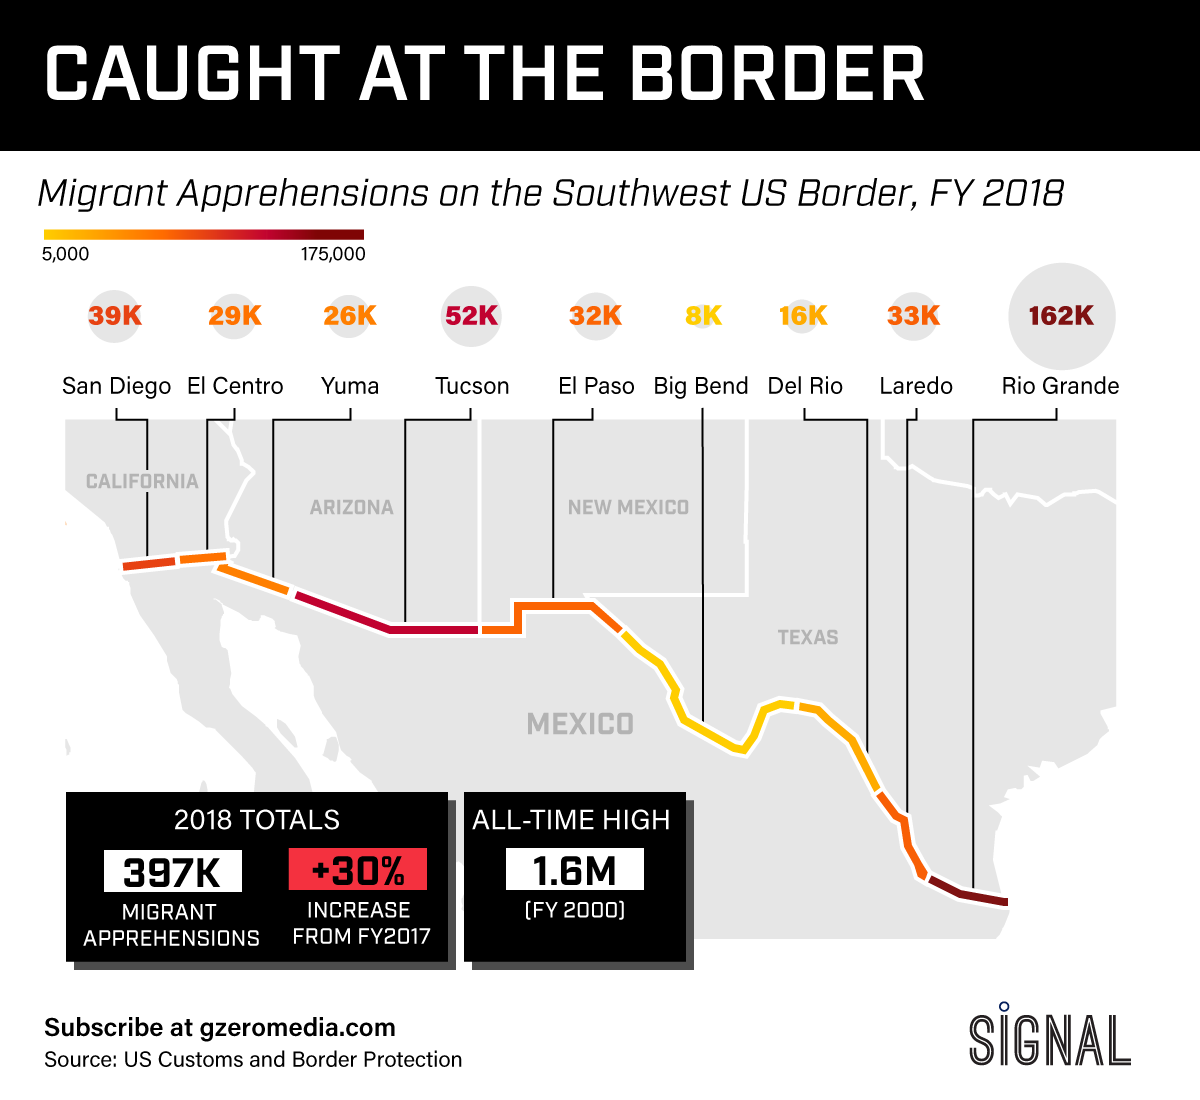 CAUGHT AT THE BORDER
Migrant Apprehensions on the Southwest US Border, FY 2018
5,000 175,000
39K 29K 26K 52K 32K 8K 16K 33K 162K
San Diego El Centro Yuma Tucson El Paso Big Bend Del Rio Laredo Rio Grande
CALIFORNIA
ARIZONA
NEW MEXICO
TEXAS
MEXICO
2018 TOTALS
397K
MIGRANT
APPREHENSIONS
+30%
INCREASE
FROM FY2017
ALL-TIME HIGH
1.6M
(FY 2000)
Subscribe at gzeromedia.com
Source: US Customs and Border Protection
SIGNAL